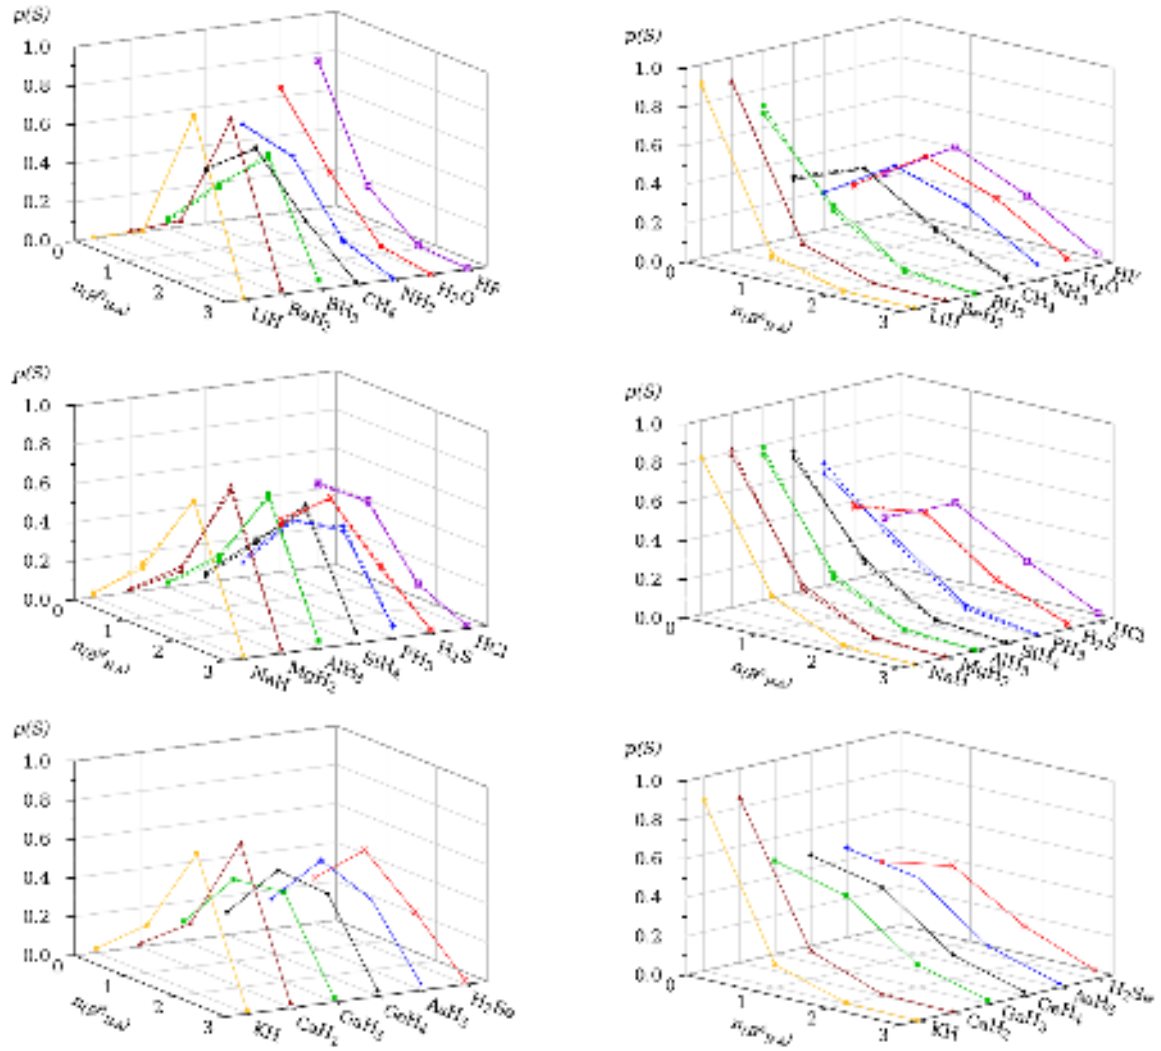 p(S)
1.0
0.8
0.6
0.4
0.2
0.0
0
1
2
3
LiH
BeH2
BH3
CH4
NH3
H2O
HF
p(S)
1.0
0.8
0.6
0.4
0.2
0.0
0
1
2
3
LiH
BeH2
BH3
CH4
NH3
H2O
HF
p(S)
1.0
0.8
0.6
0.4
0.2
0.0
0
1
2
3
NaH
MgH2
AlH3
SiH4
PH3
H2S
HCl
p(S)
1.0
0.8
0.6
0.4
0.2
0.0
0
1
2
3
NaH
MgH2
AlH3
SiH4
PH3
H2S
HCl
p(S)
1.0
0.8
0.6
0.4
0.2
0.0
0
1
2
3
KH
CaH2
GaH3
GeH4
AsH3
H2Se
p(S)
1.0
0.8
0.6
0.4
0.2
0.0
0
1
2
3
KH
CaH2
GaH3
GeH4
AsH3
H2Se